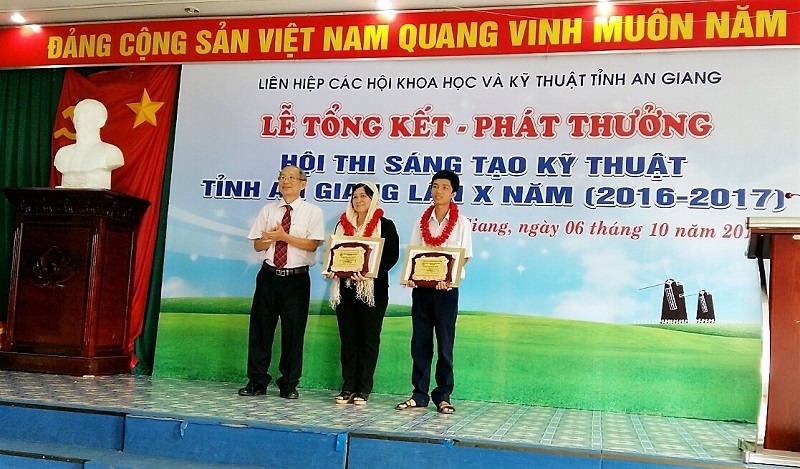 ĐẢNG CỘNG SẢN VIỆT NAM QUANG VINH MUÔN NĂM
LIÊN HIỆP CÁC HỘI KHOA HỌC VÀ KỸ THUẬT TỈNH AN GIANG
LỄ TỔNG KẾT - PHÁT THƯỞNG
HỘI THI SÁNG TẠO KỸ THUẬT
TỈNH AN GIANG LẦN X NĂM (2016-2017)
Giang, ngày 06 tháng 10 năm